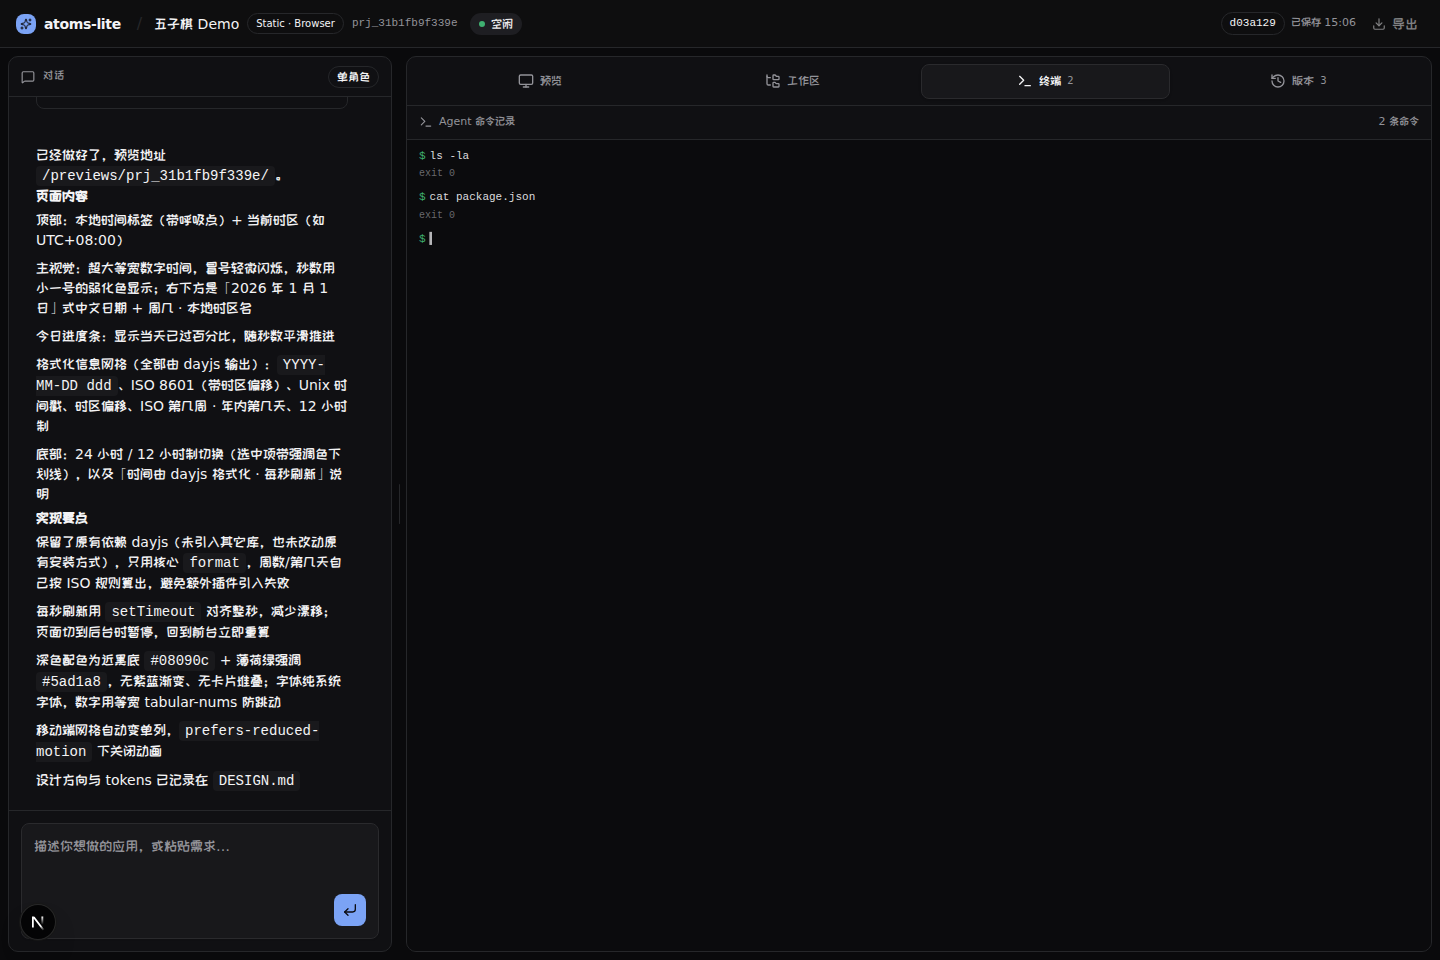 atoms-lite / 五子棋 Demo Static · Browser prj_31b1fb9f339e 空闲
d03a129 已保存 15:06 导出
对话 单角色
已经做好了，预览地址
/previews/prj_31b1fb9f339e/ 。
页面内容
顶部：本地时间标签（带呼吸点）+ 当前时区（如
UTC+08:00）
主视觉：超大等宽数字时间，冒号轻微闪烁，秒数用
小一号的弱化色显示；右下方是「2026 年 1 月 1
日」式中文日期 + 周几 · 本地时区名
今日进度条：显示当天已过百分比，随秒数平滑推进
格式化信息网格（全部由 dayjs 输出）： YYYY-
MM-DD ddd 、ISO 8601（带时区偏移）、Unix 时
间戳、时区偏移、ISO 第几周 · 年内第几天、12 小时
制
底部：24 小时 / 12 小时制切换（选中项带强调色下
划线），以及「时间由 dayjs 格式化 · 每秒刷新」说
明
实现要点
保留了原有依赖 dayjs（未引入其它库，也未改动原
有安装方式），只用核心 format ，周数/第几天自
己按 ISO 规则算出，避免额外插件引入失败
每秒刷新用 setTimeout 对齐整秒，减少漂移；
页面切到后台时暂停，回到前台立即重算
深色配色为近黑底 #08090c + 薄荷绿强调
#5ad1a8 ，无紫蓝渐变、无卡片堆叠；字体纯系统
字体，数字用等宽 tabular-nums 防跳动
移动端网格自动变单列， prefers-reduced-
motion 下关闭动画
设计方向与 tokens 已记录在 DESIGN.md
描述你想做的应用，或粘贴需求...
N
预览
工作区
终端 2
版本 3
Agent 命令记录 2 条命令
$ ls -la
exit 0
$ cat package.json
exit 0
$